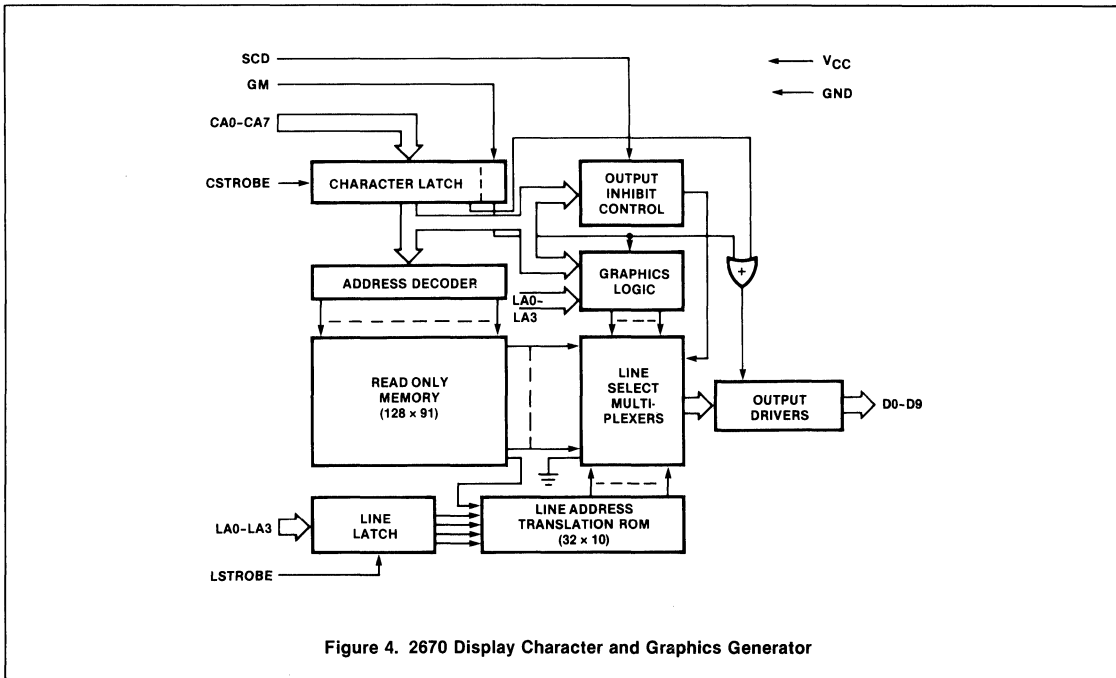 SCD
GM
CA0-CA7
CSTROBE
VCC
GND
CHARACTER LATCH
OUTPUT
INHIBIT
CONTROL
ADDRESS DECODER
LA0-
LA3
GRAPHICS
LOGIC
+
READ ONLY
MEMORY
(128 × 91)
LINE
SELECT
MULTI-
PLEXERS
OUTPUT
DRIVERS
D0-D9
LA0-LA3
LINE
LATCH
LINE ADDRESS
TRANSLATION ROM
(32 × 10)
LSTROBE
Figure 4. 2670 Display Character and Graphics Generator